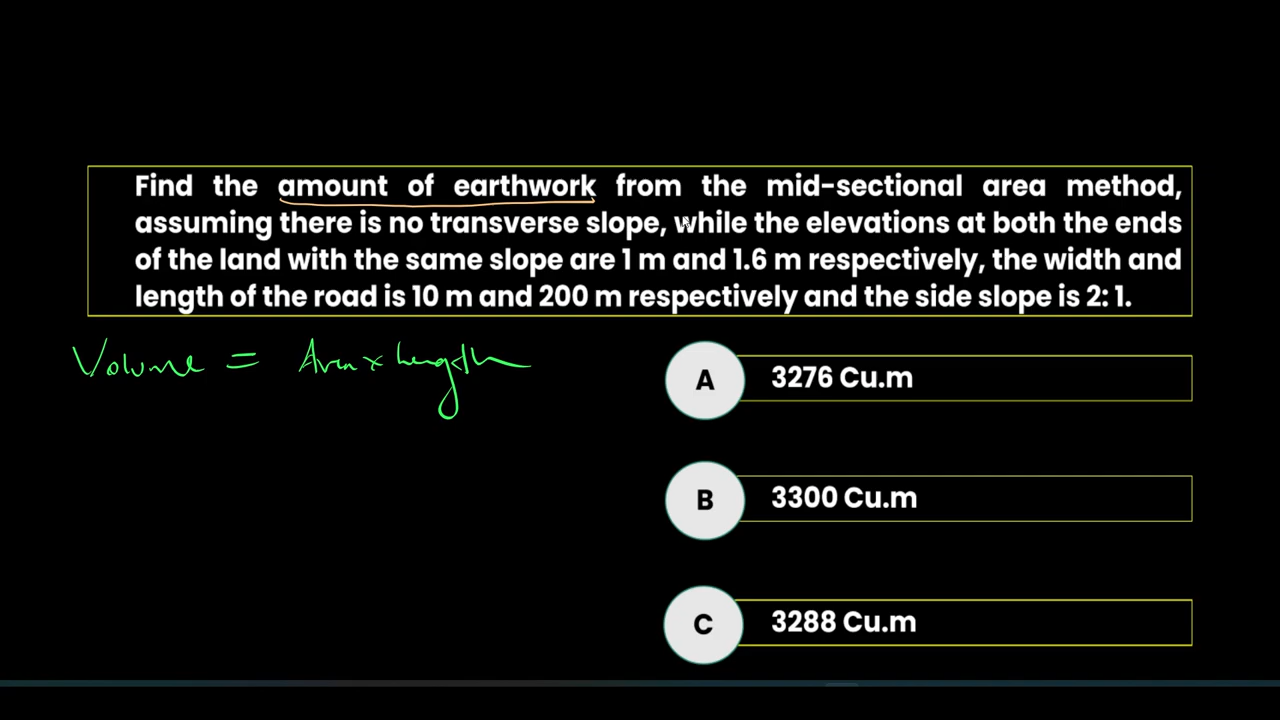 Find the amount of earthwork from the mid-sectional area method,
assuming there is no transverse slope, while the elevations at both the ends
of the land with the same slope are 1 m and 1.6 m respectively, the width and
length of the road is 10 m and 200 m respectively and the side slope is 2: 1.
Volume = Area x Length
A 3276 Cu.m
B 3300 Cu.m
C 3288 Cu.m